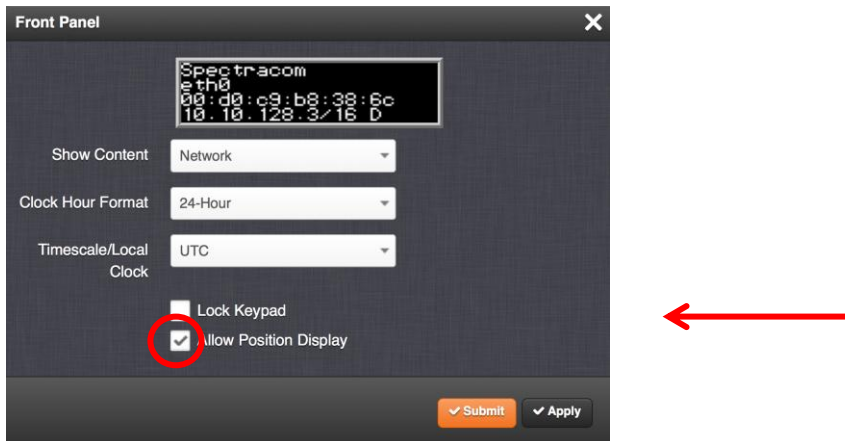 Front Panel
Spectracom
eth0
00:d0:c9:b8:38:6c
10.10.128.3/16 D
Show Content
Network
Clock Hour Format
24-Hour
Timescale/Local
Clock
UTC
Lock Keypad
Allow Position Display
Submit
Apply